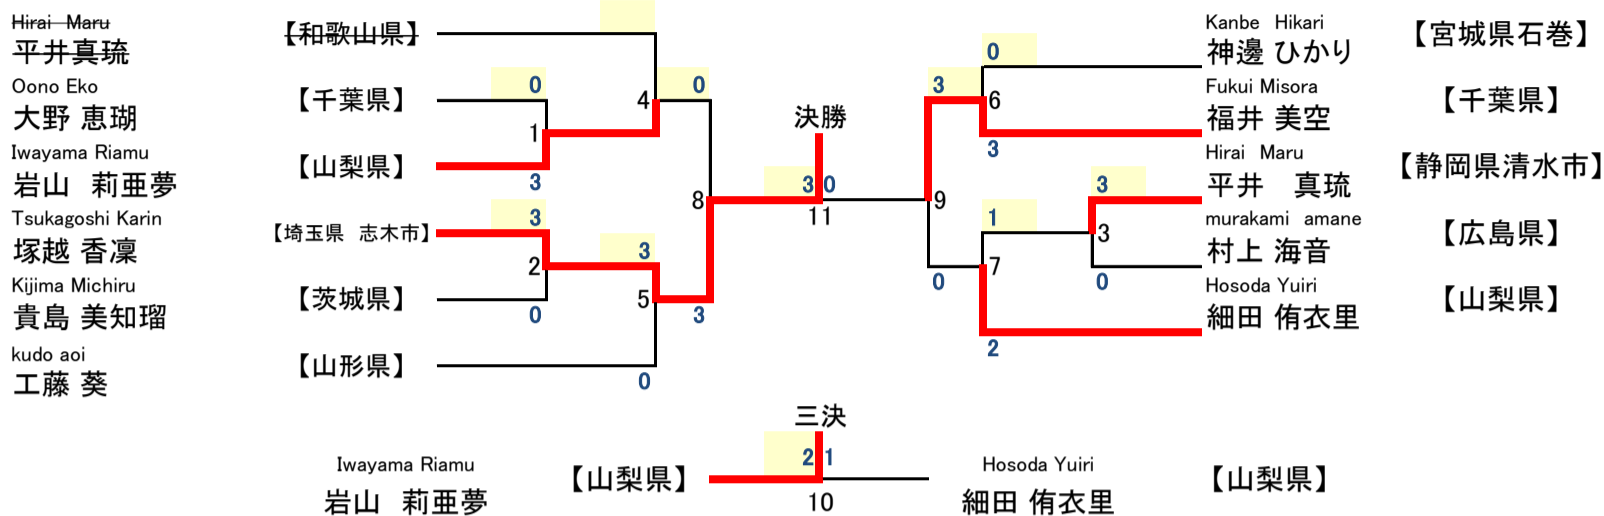 Hirai Maru
平井真琉
【和歌山県】
Oono Eko
大野 恵瑚
【千葉県】
Iwayama Riamu
岩山 莉亜夢
【山梨県】
Tsukagoshi Karin
塚越 香凜
【埼玉県 志木市】
Kijima Michiru
貴島 美知瑠
【茨城県】
kudo aoi
工藤 葵
【山形県】
0
1
3
3
2
0
4
0
3
5
0
8
3
決勝
3 0
11
3
9
0
0
6
3
1
7
2
3
3
0
Kanbe Hikari
神邊 ひかり
【宮城県石巻】
Fukui Misora
福井 美空
【千葉県】
Hirai Maru
平井 真琉
【静岡県清水市】
murakami amane
村上 海音
【広島県】
Hosoda Yuiri
細田 侑衣里
【山梨県】
三決
Iwayama Riamu
岩山 莉亜夢
【山梨県】
2 1
10
Hosoda Yuiri
細田 侑衣里
【山梨県】